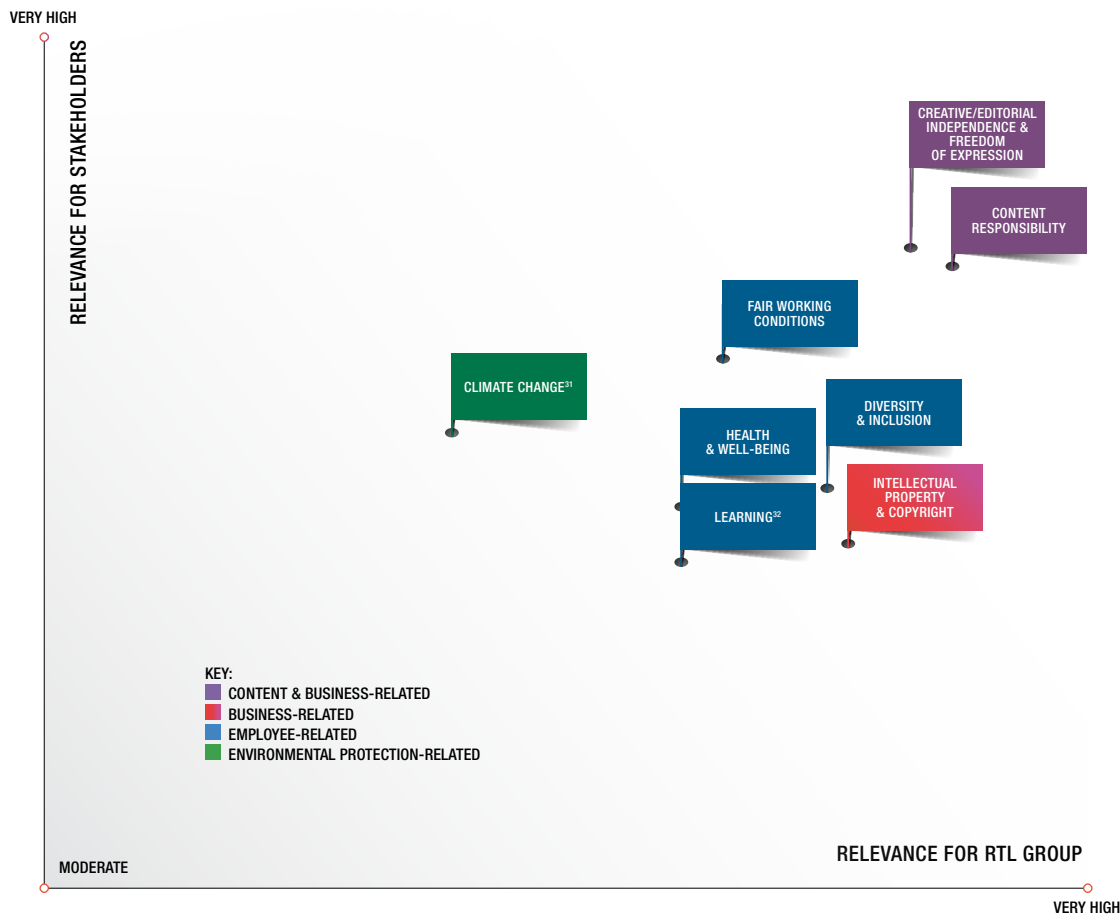 VERY HIGH
RELEVANCE FOR STAKEHOLDERS
CREATIVE/EDITORIAL
INDEPENDENCE &
FREEDOM
OF EXPRESSION
CONTENT
RESPONSIBILITY
FAIR WORKING
CONDITIONS
CLIMATE CHANGE³¹
DIVERSITY
& INCLUSION
HEALTH
& WELL-BEING
INTELLECTUAL
PROPERTY
& COPYRIGHT
LEARNING³²
KEY:
CONTENT & BUSINESS-RELATED
BUSINESS-RELATED
EMPLOYEE-RELATED
ENVIRONMENTAL PROTECTION-RELATED
RELEVANCE FOR RTL GROUP
MODERATE
VERY HIGH